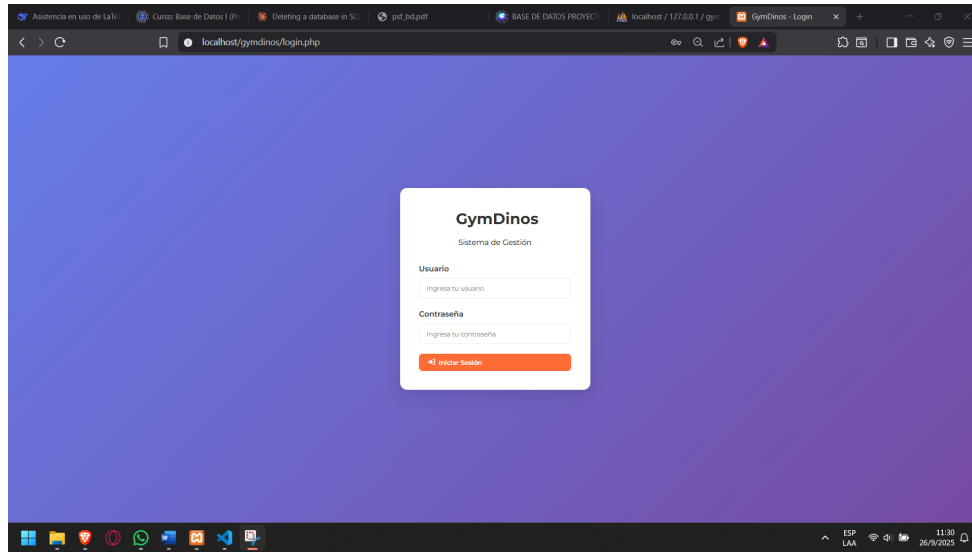 Asistencia en uso de LaTe
Curso: Base de Datos I (Pr
Deleting a database in SQ
psf_bd.pdf
BASE DE DATOS PROYECT
localhost / 127.0.0.1 / gym
GymDinos - Login
localhost/gymdinos/login.php
GymDinos
Sistema de Gestión
Usuario
Ingresa tu usuario
Contraseña
Ingresa tu contraseña
Iniciar Sesión
ESP
LAA
11:30
26/9/2025